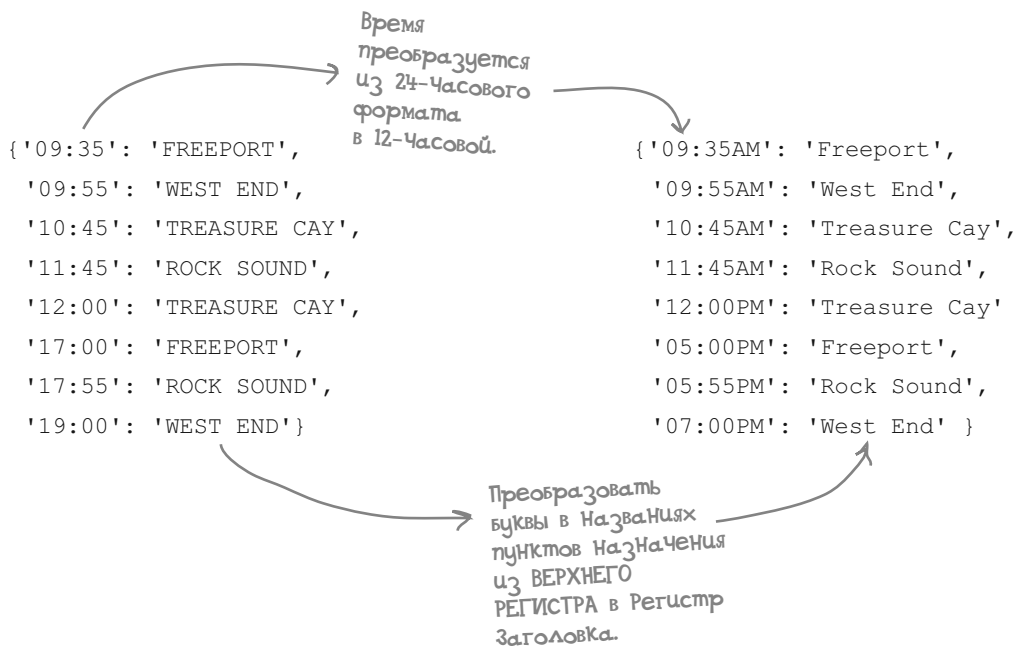 Время
преобразуется
из 24-часового
формата
в 12-часовой.
{'09:35': 'FREEPORT',
'09:55': 'WEST END',
'10:45': 'TREASURE CAY',
'11:45': 'ROCK SOUND',
'12:00': 'TREASURE CAY',
'17:00': 'FREEPORT',
'17:55': 'ROCK SOUND',
'19:00': 'WEST END'}
{'09:35AM': 'Freeport',
'09:55AM': 'West End',
'10:45AM': 'Treasure Cay',
'11:45AM': 'Rock Sound',
'12:00PM': 'Treasure Cay'
'05:00PM': 'Freeport',
'05:55PM': 'Rock Sound',
'07:00PM': 'West End' }
Преобразовать
буквы в названиях
пунктов назначения
из ВЕРХНЕГО
РЕГИСТРА в Регистр
Заголовка.